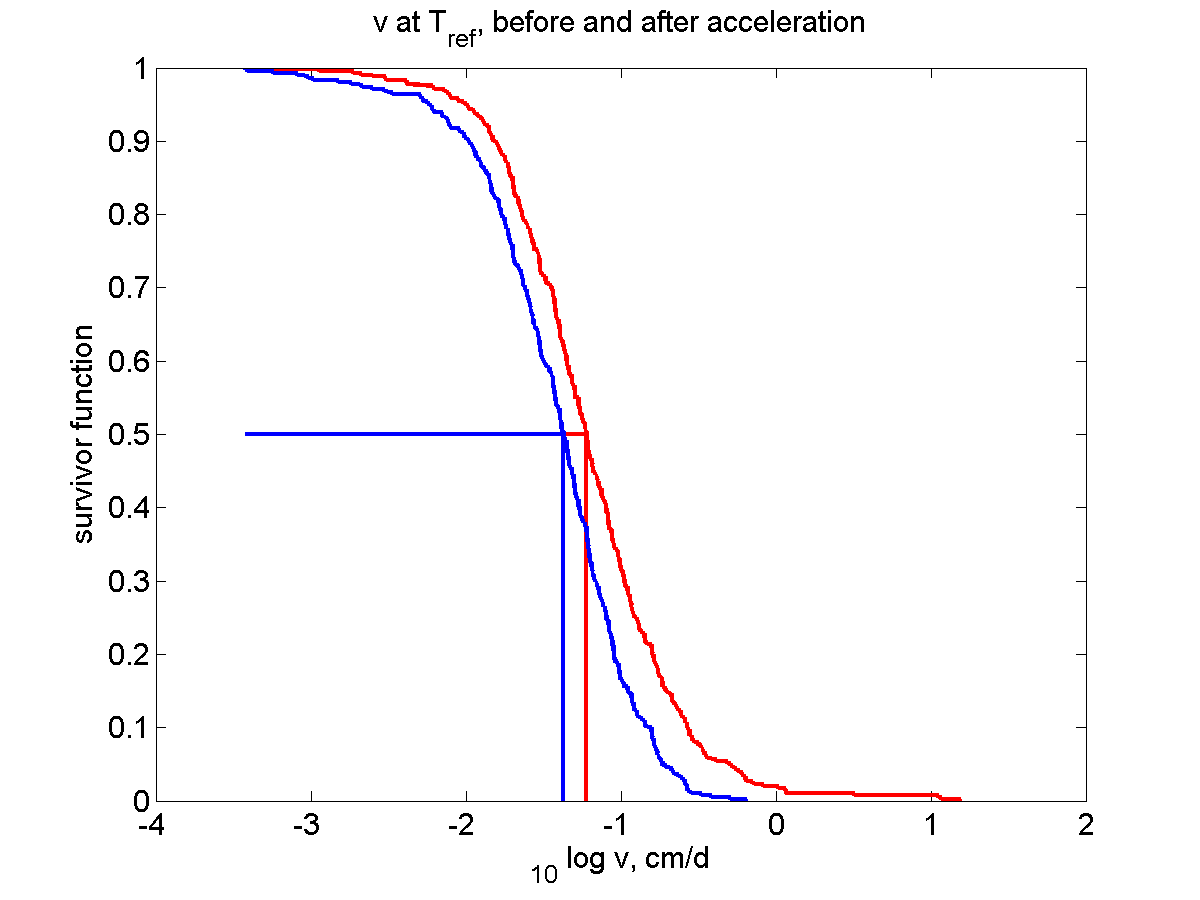 v at T_ref, before and after acceleration
1
0.9
0.8
0.7
0.6
0.5
0.4
0.3
0.2
0.1
0
survivor function
-4 -3 -2 -1 0 1 2
10 log v, cm/d